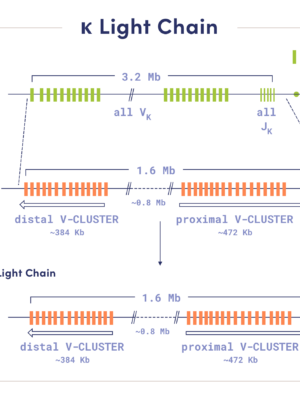 κ Light Chain
3.2 Mb
all V_K
all
J_K
1.6 Mb
~0.8 Mb
distal V-CLUSTER
proximal V-CLUSTER
~384 Kb
~472 Kb
Light Chain
1.6 Mb
~0.8 Mb
distal V-CLUSTER
proximal V-CLUSTER
~384 Kb
~472 Kb